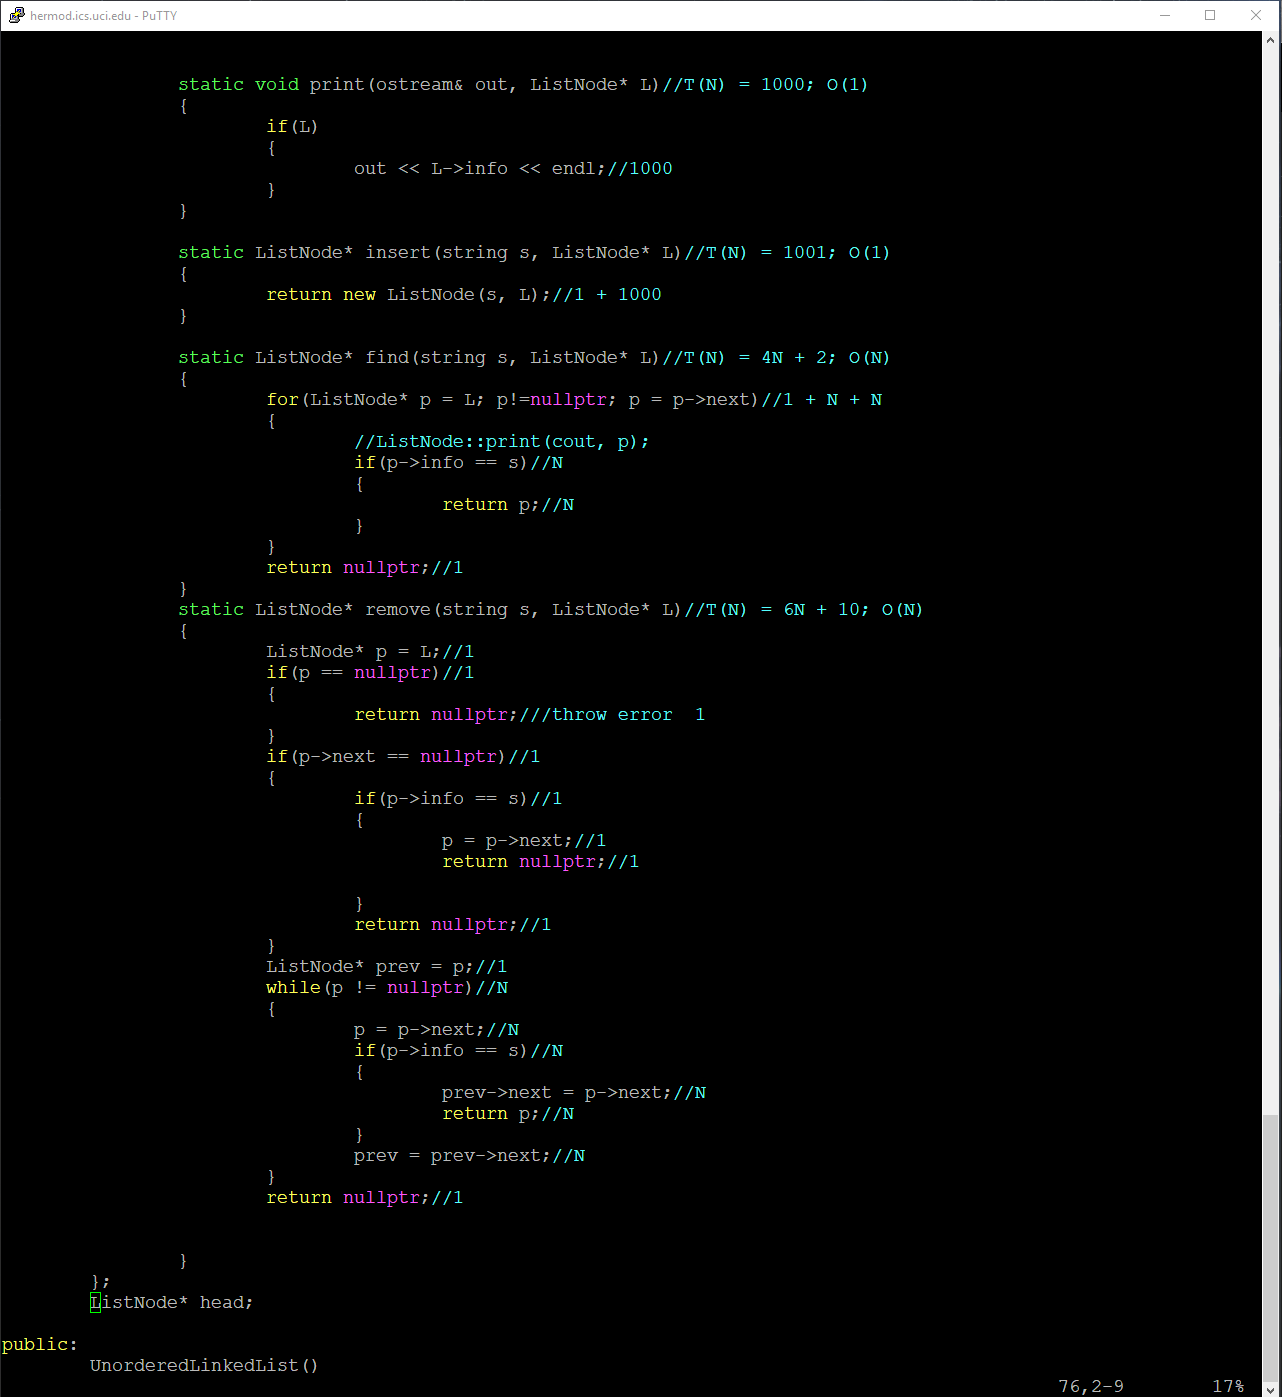 hermod.ics.uci.edu - PuTTY
static void print(ostream& out, ListNode* L)//T(N) = 1000; O(1)
{
if(L)
{
out << L->info << endl;//1000
}
}
static ListNode* insert(string s, ListNode* L)//T(N) = 1001; O(1)
{
return new ListNode(s, L);//1 + 1000
}
static ListNode* find(string s, ListNode* L)//T(N) = 4N + 2; O(N)
{
for(ListNode* p = L; p!=nullptr; p = p->next)//1 + N + N
{
//ListNode::print(cout, p);
if(p->info == s)//N
{
return p;//N
}
}
return nullptr;//1
}
static ListNode* remove(string s, ListNode* L)//T(N) = 6N + 10; O(N)
{
ListNode* p = L;//1
if(p == nullptr)//1
{
return nullptr;///throw error  1
}
if(p->next == nullptr)//1
{
if(p->info == s)//1
{
p = p->next;//1
return nullptr;//1
}
return nullptr;//1
}
ListNode* prev = p;//1
while(p != nullptr)//N
{
p = p->next;//N
if(p->info == s)//N
{
prev->next = p->next;//N
return p;//N
}
prev = prev->next;//N
}
return nullptr;//1
}
};
ListNode* head;
public:
UnorderedLinkedList()
76,2-9 17%